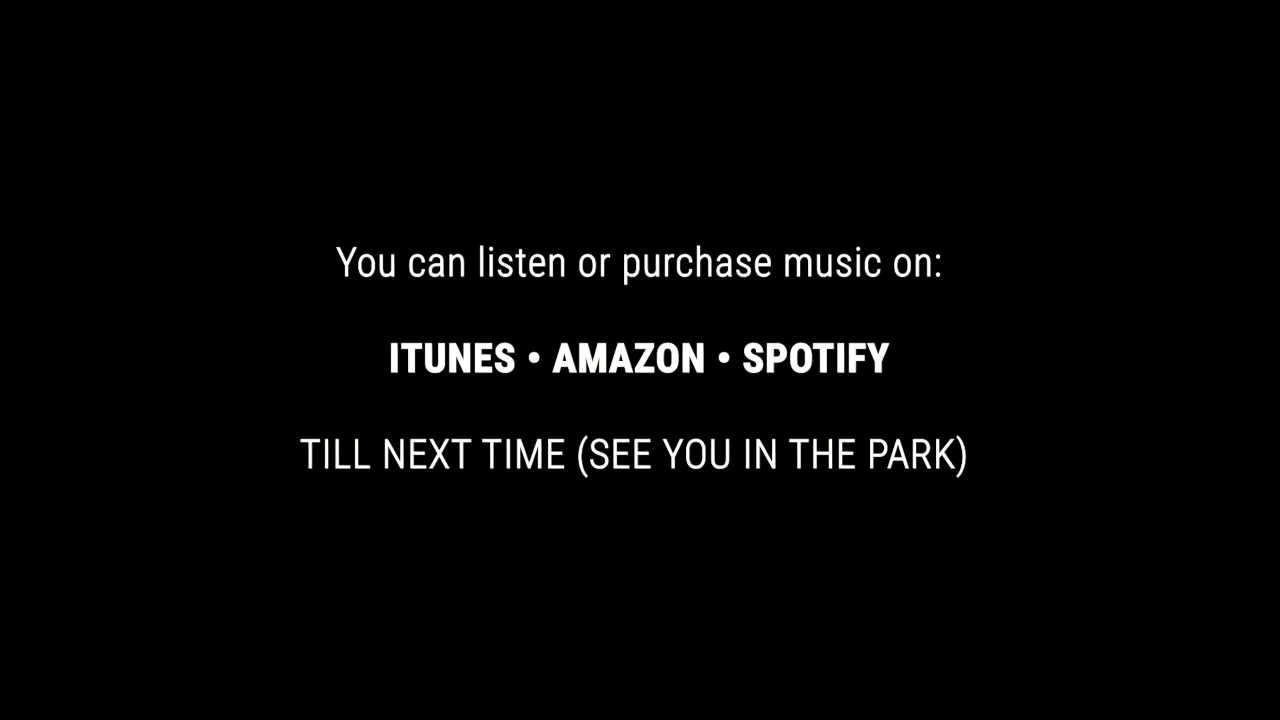 You can listen or purchase music on:
ITUNES • AMAZON • SPOTIFY
TILL NEXT TIME (SEE YOU IN THE PARK)